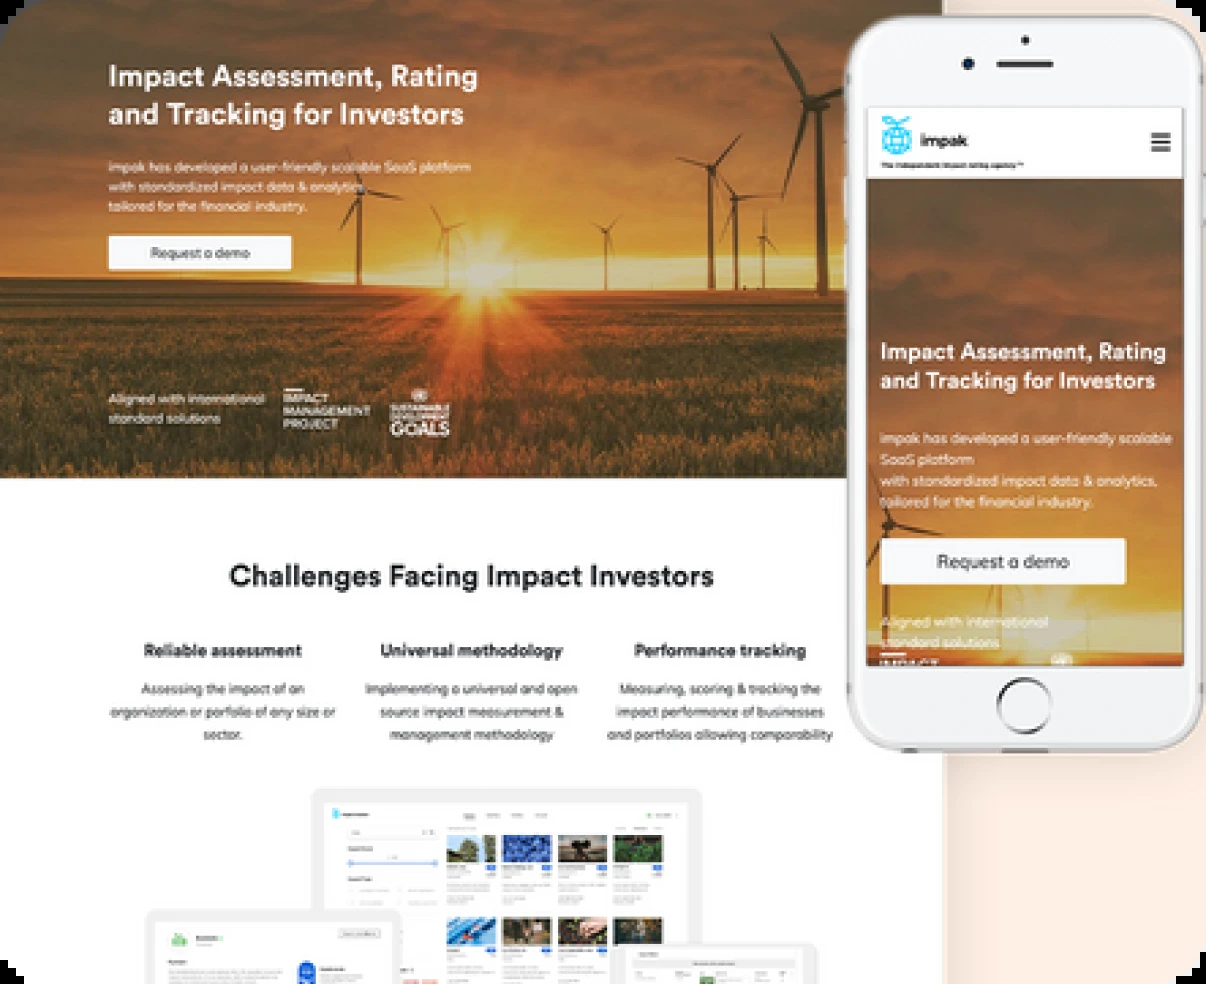 Impact Assessment, Rating
and Tracking for Investors
impak has developed a user-friendly scalable SaaS platform
with standardized impact data & analytics
tailored for the financial industry.
Request a demo
Aligned with international
standard solutions
IMPACT
MANAGEMENT
PROJECT
SUSTAINABLE
DEVELOPMENT
GOALS
Challenges Facing Impact Investors
Reliable assessment
Assessing the impact of an
organization or porfolio of any size or
sector.
Universal methodology
Implementing a universal and open
source impact measurement &
management methodology
Performance tracking
Measuring, scoring & tracking the
impact performance of businesses
and portfolios allowing comparability
impak
The independent impact rating agency™
Impact Assessment, Rating
and Tracking for Investors
impak has developed a user-friendly scalable
SaaS platform
with standardized impact data & analytics,
tailored for the financial industry.
Request a demo
Aligned with international
standard solutions
IMPACT